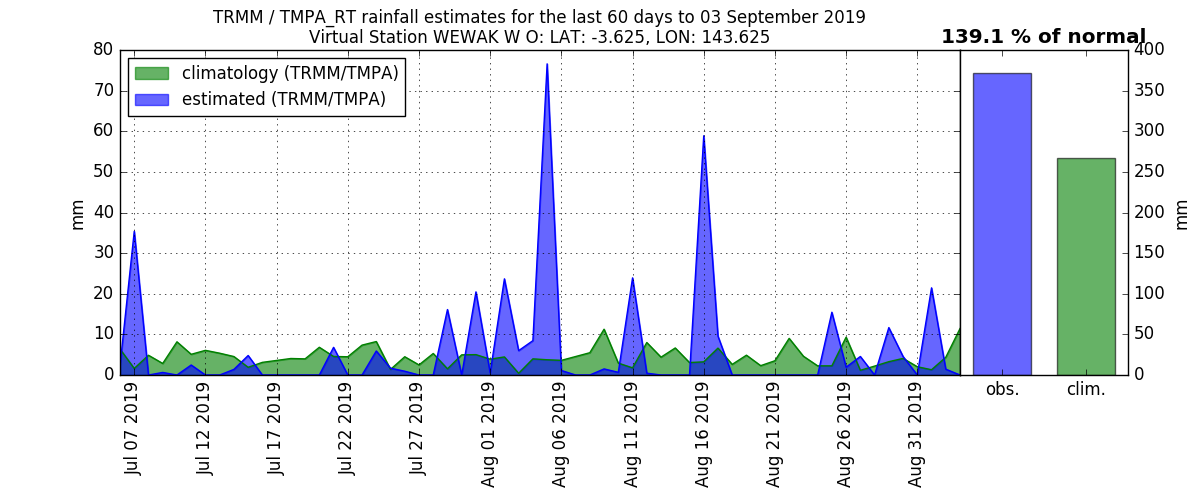 TRMM / TMPA_RT rainfall estimates for the last 60 days to 03 September 2019
Virtual Station WEWAK W O: LAT: -3.625, LON: 143.625
139.1 % of normal
climatology (TRMM/TMPA)
estimated (TRMM/TMPA)
mm
80
70
60
50
40
30
20
10
0
Jul 07 2019
Jul 12 2019
Jul 17 2019
Jul 22 2019
Jul 27 2019
Aug 01 2019
Aug 06 2019
Aug 11 2019
Aug 16 2019
Aug 21 2019
Aug 26 2019
Aug 31 2019
obs.
clim.
400
350
300
250
200
150
100
50
0
mm